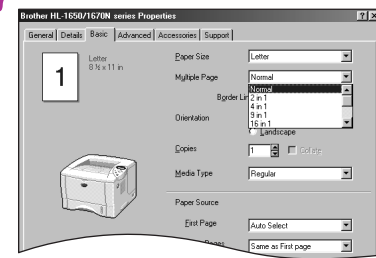 Brother HL-1650/1670N series Properties
General Details Basic Advanced Accessories Support
1
Letter
8 ½ x 11 in
Paper Size Letter
Multiple Page Normal
Normal
2 in 1
4 in 1
9 in 1
16 in 1
Border Lin
Orientation
Landscape
Copies 1 Collate
Media Type Regular
Paper Source
First Page Auto Select
Pages Same as First page